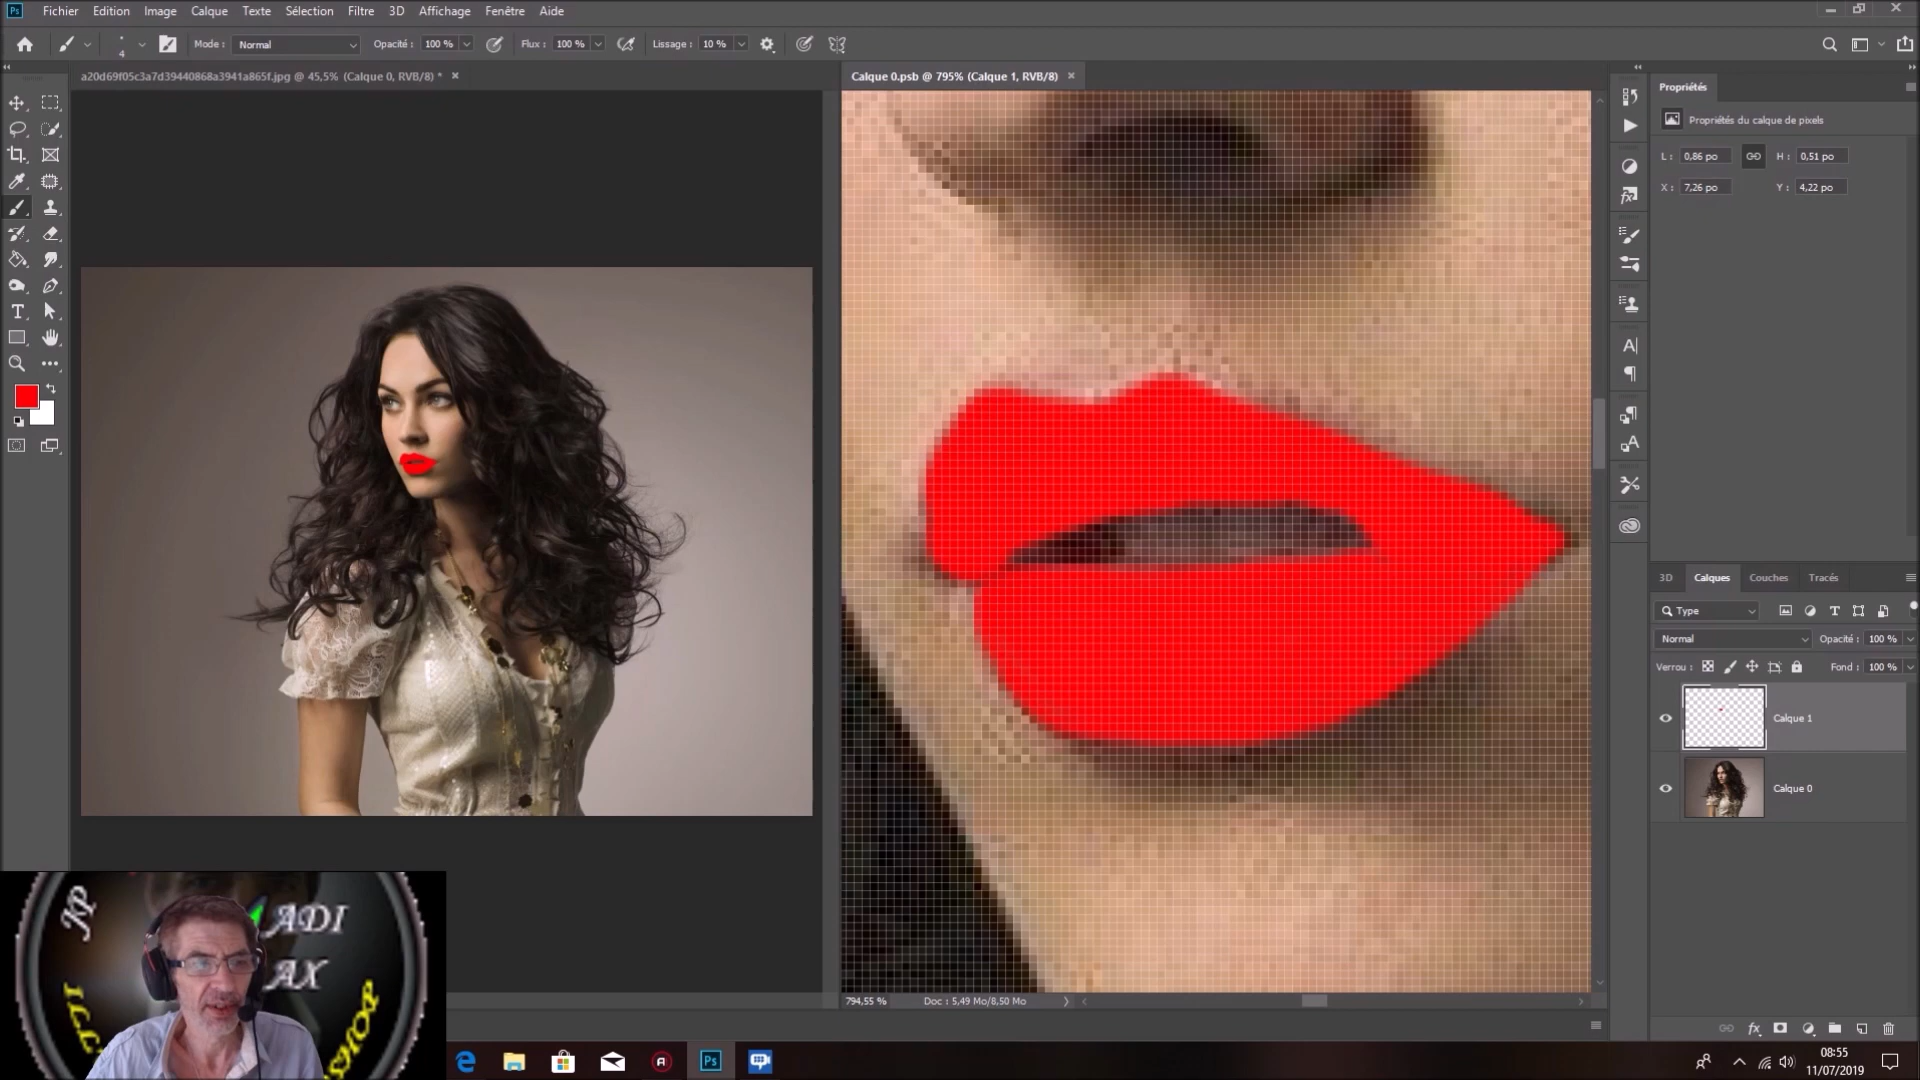 Ps Fichier Edition Image Calque Texte Sélection Filtre 3D Affichage Fenêtre Aide
4 Mode : Normal Opacité : 100 % Flux : 100 % Lissage : 10 %
a20d69f05c3a7d39440868a3941a865f.jpg @ 45,5% (Calque 0, RVB/8) *
Calque 0.psb @ 795% (Calque 1, RVB/8)
Propriétés
Propriétés du calque de pixels
L : 0,86 po H : 0,51 po
X : 7,26 po Y : 4,22 po
3D Calques Couches Tracés
Type
Normal Opacité : 100 %
Verrou : Fond : 100 %
Calque 1
Calque 0
JP
ADI
AX
794,55 % Doc : 5,49 Mo/8,50 Mo
Ps
08:55
11/07/2019